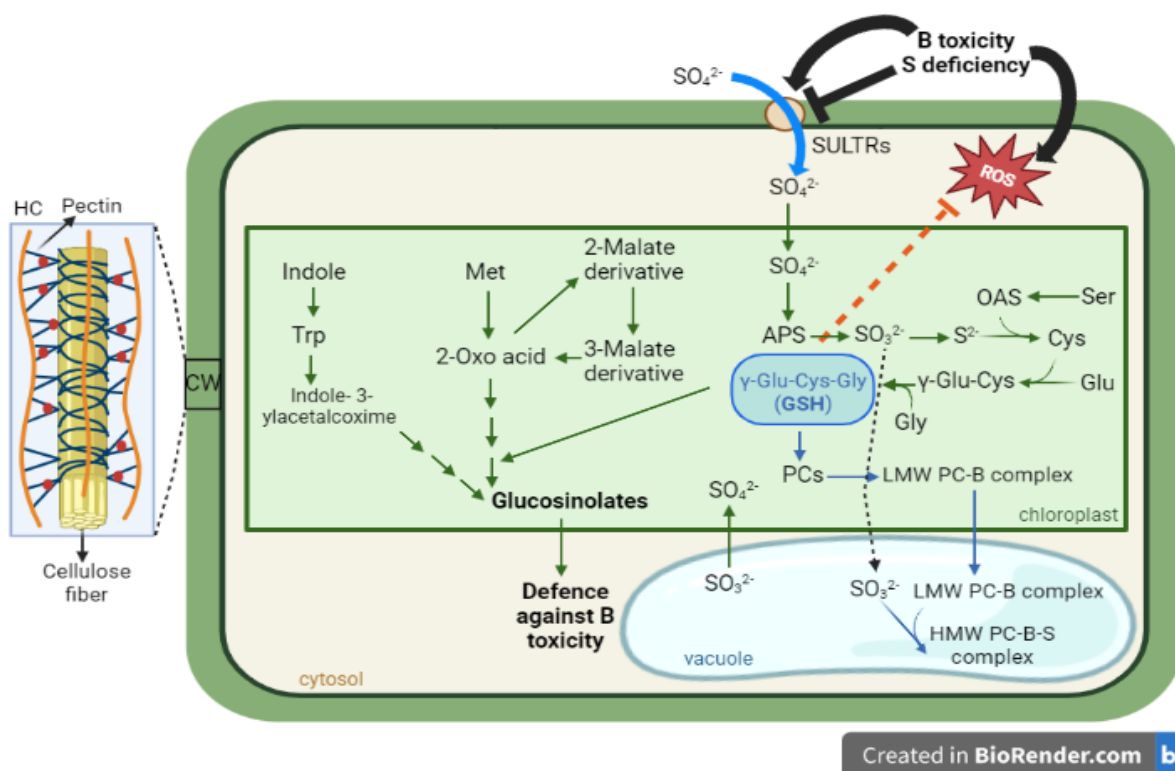 B toxicity
S deficiency
SO₄²⁻
SULTRs
ROS
SO₄²⁻
HC
Pectin
Cellulose
fiber
CW
Indole
Trp
Indole- 3-
ylacetalcoxime
Met
2-Oxo acid
2-Malate
derivative
3-Malate
derivative
Glucosinolates
Defence
against B
toxicity
SO₄²⁻
APS
SO₃²⁻
S²⁻
OAS
Ser
Cys
γ-Glu-Cys-Gly
(GSH)
γ-Glu-Cys
Glu
Gly
PCs
LMW PC-B complex
SO₄²⁻
chloroplast
SO₃²⁻
SO₃²⁻
LMW PC-B complex
HMW PC-B-S
complex
vacuole
cytosol
Created in BioRender.com b